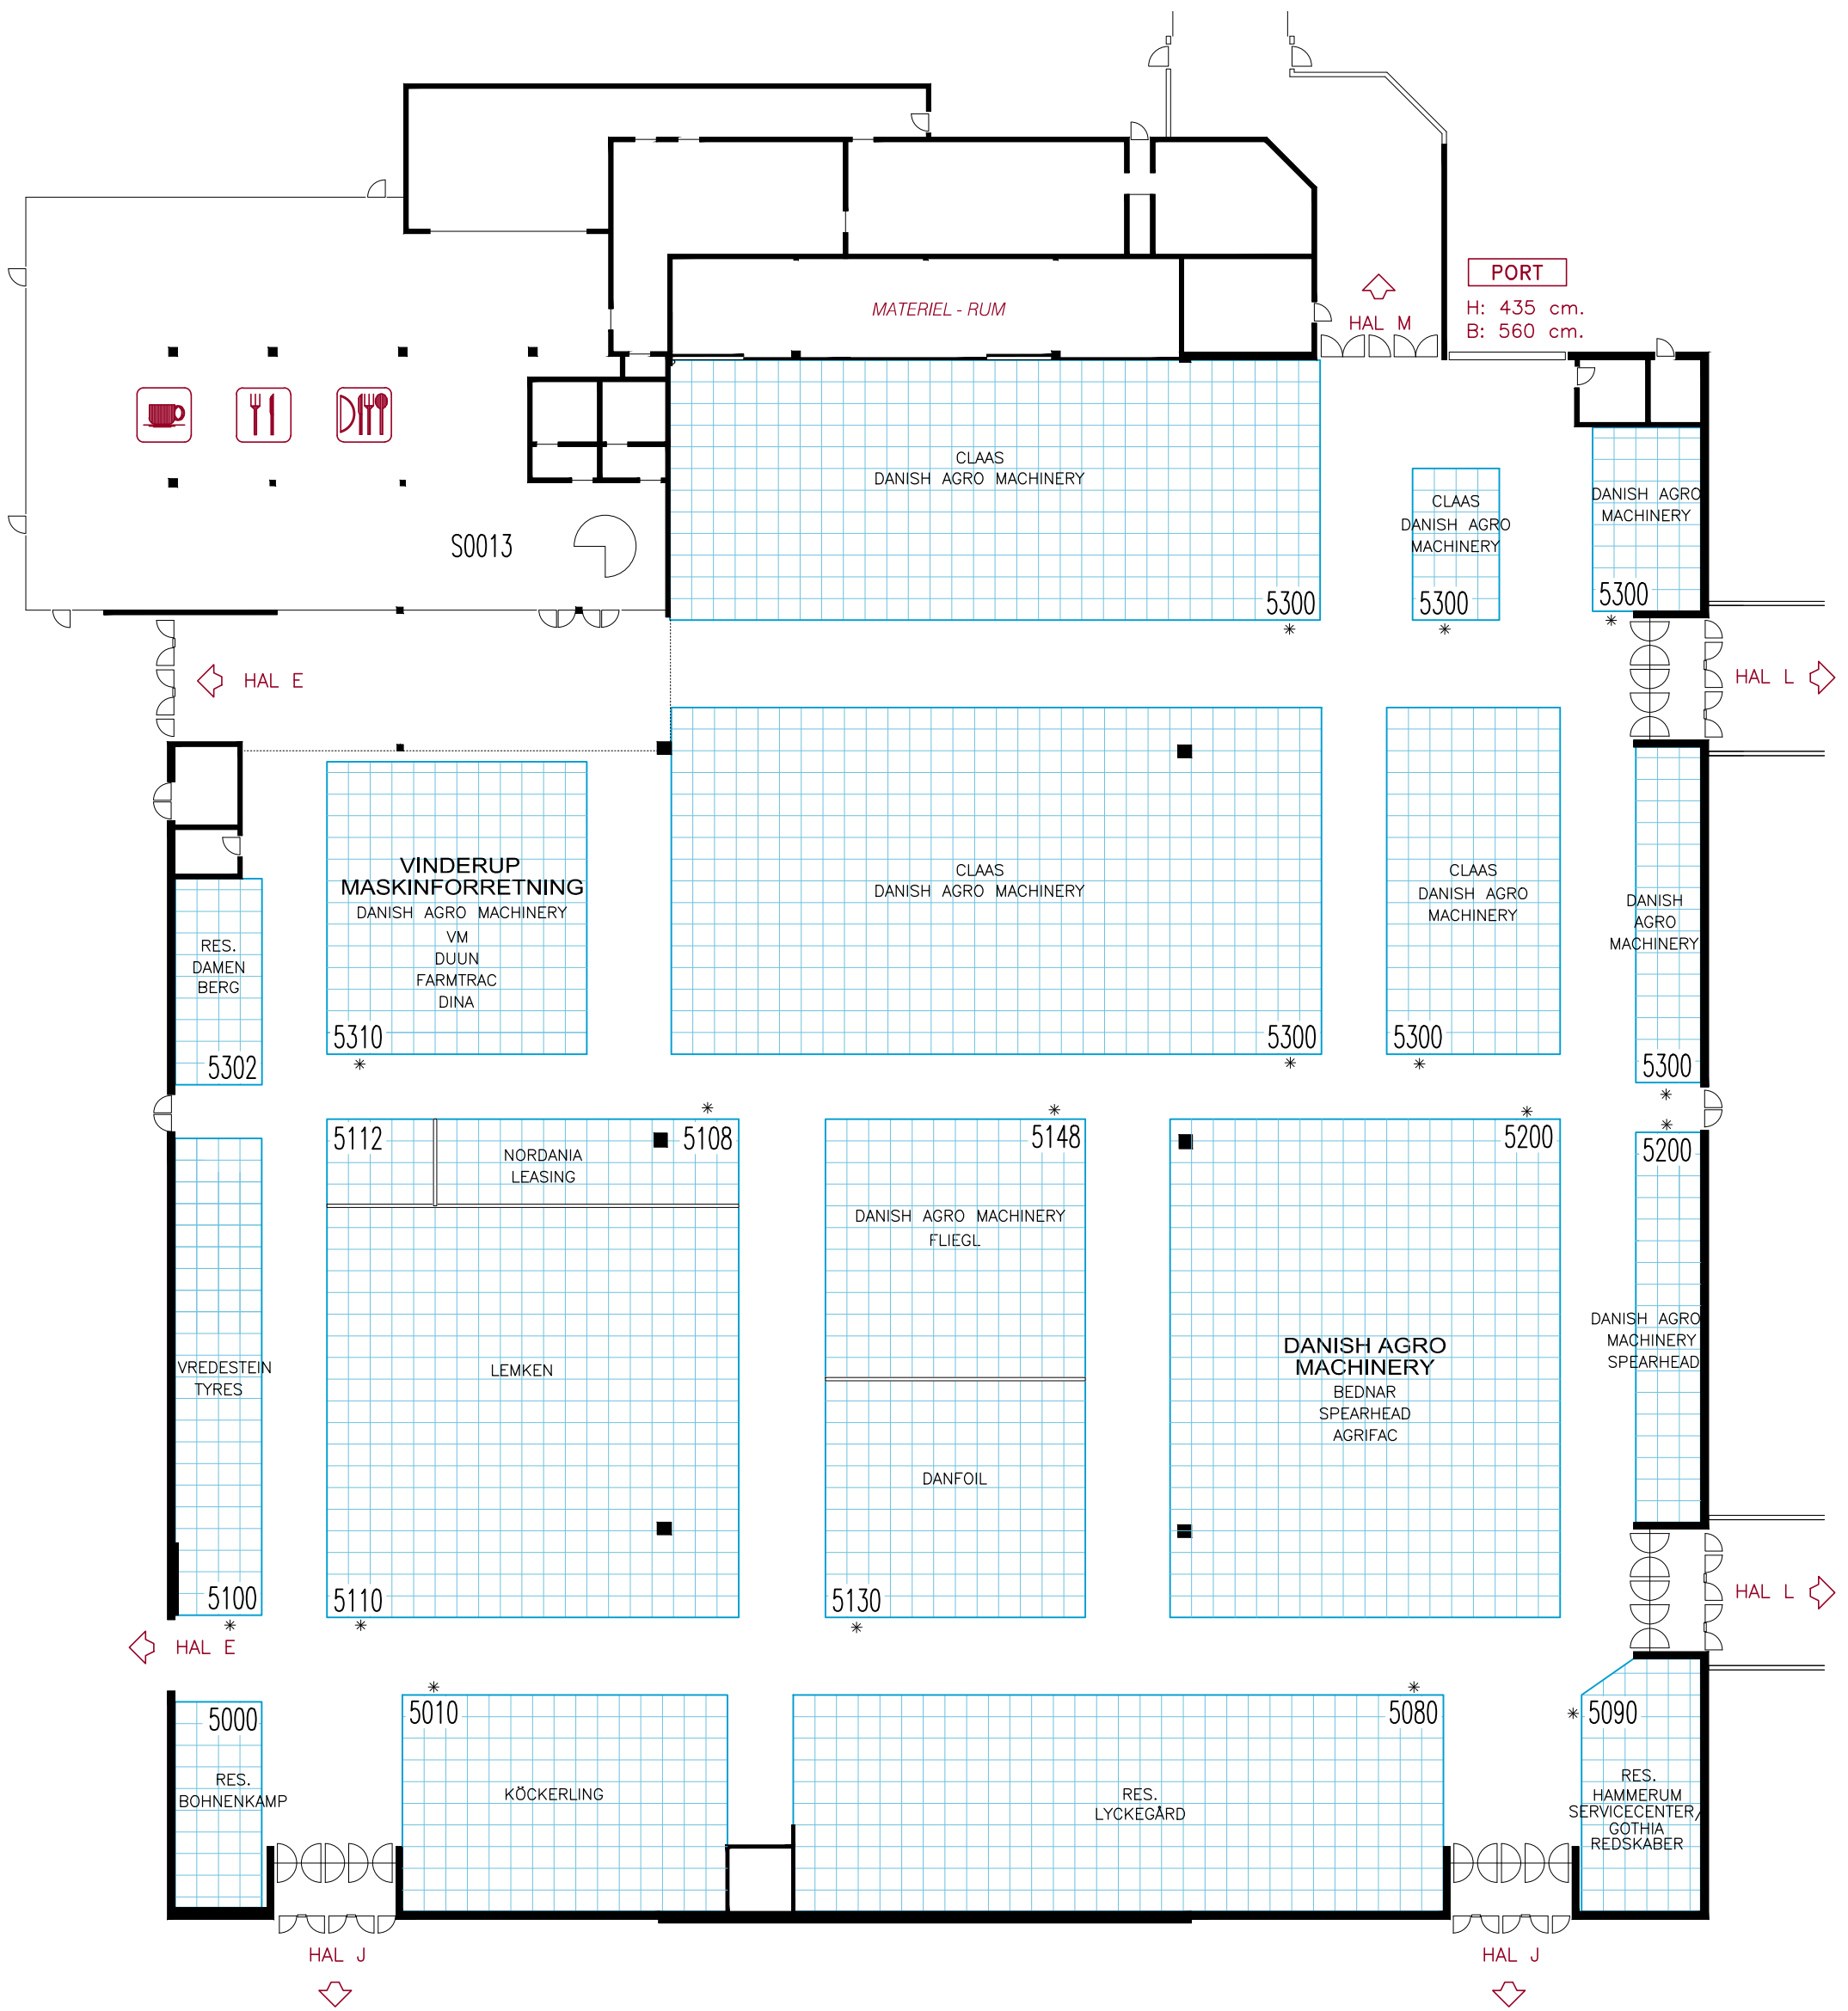 PORT
H: 435 cm.
B: 560 cm.
MATERIEL - RUM
HAL M
CLAAS
DANISH AGRO MACHINERY
5300
CLAAS
DANISH AGRO
MACHINERY
5300
DANISH AGRO
MACHINERY
5300
S0013
HAL E
HAL L
VINDERUP
MASKINFORRETNING
DANISH AGRO MACHINERY
VM
DUUN
FARMTRAC
DINA
5310
CLAAS
DANISH AGRO MACHINERY
5300
CLAAS
DANISH AGRO
MACHINERY
5300
DANISH
AGRO
MACHINERY
5300
RES.
DAMEN
BERG
5302
5112
NORDANIA
LEASING
5108
5148
DANISH AGRO MACHINERY
FLIEGL
5200
DANISH AGRO
MACHINERY
BEDNAR
SPEARHEAD
AGRIFAC
5200
DANISH AGRO
MACHINERY
SPEARHEAD
VREDESTEIN
TYRES
5100
LEMKEN
5110
DANFOIL
5130
HAL E
HAL L
5000
RES.
BOHNENKAMP
5010
KÖCKERLING
5080
RES.
LYCKEGÅRD
5090
RES.
HAMMERUM
SERVICECENTER/
GOTHIA
REDSKABER
HAL J
HAL J